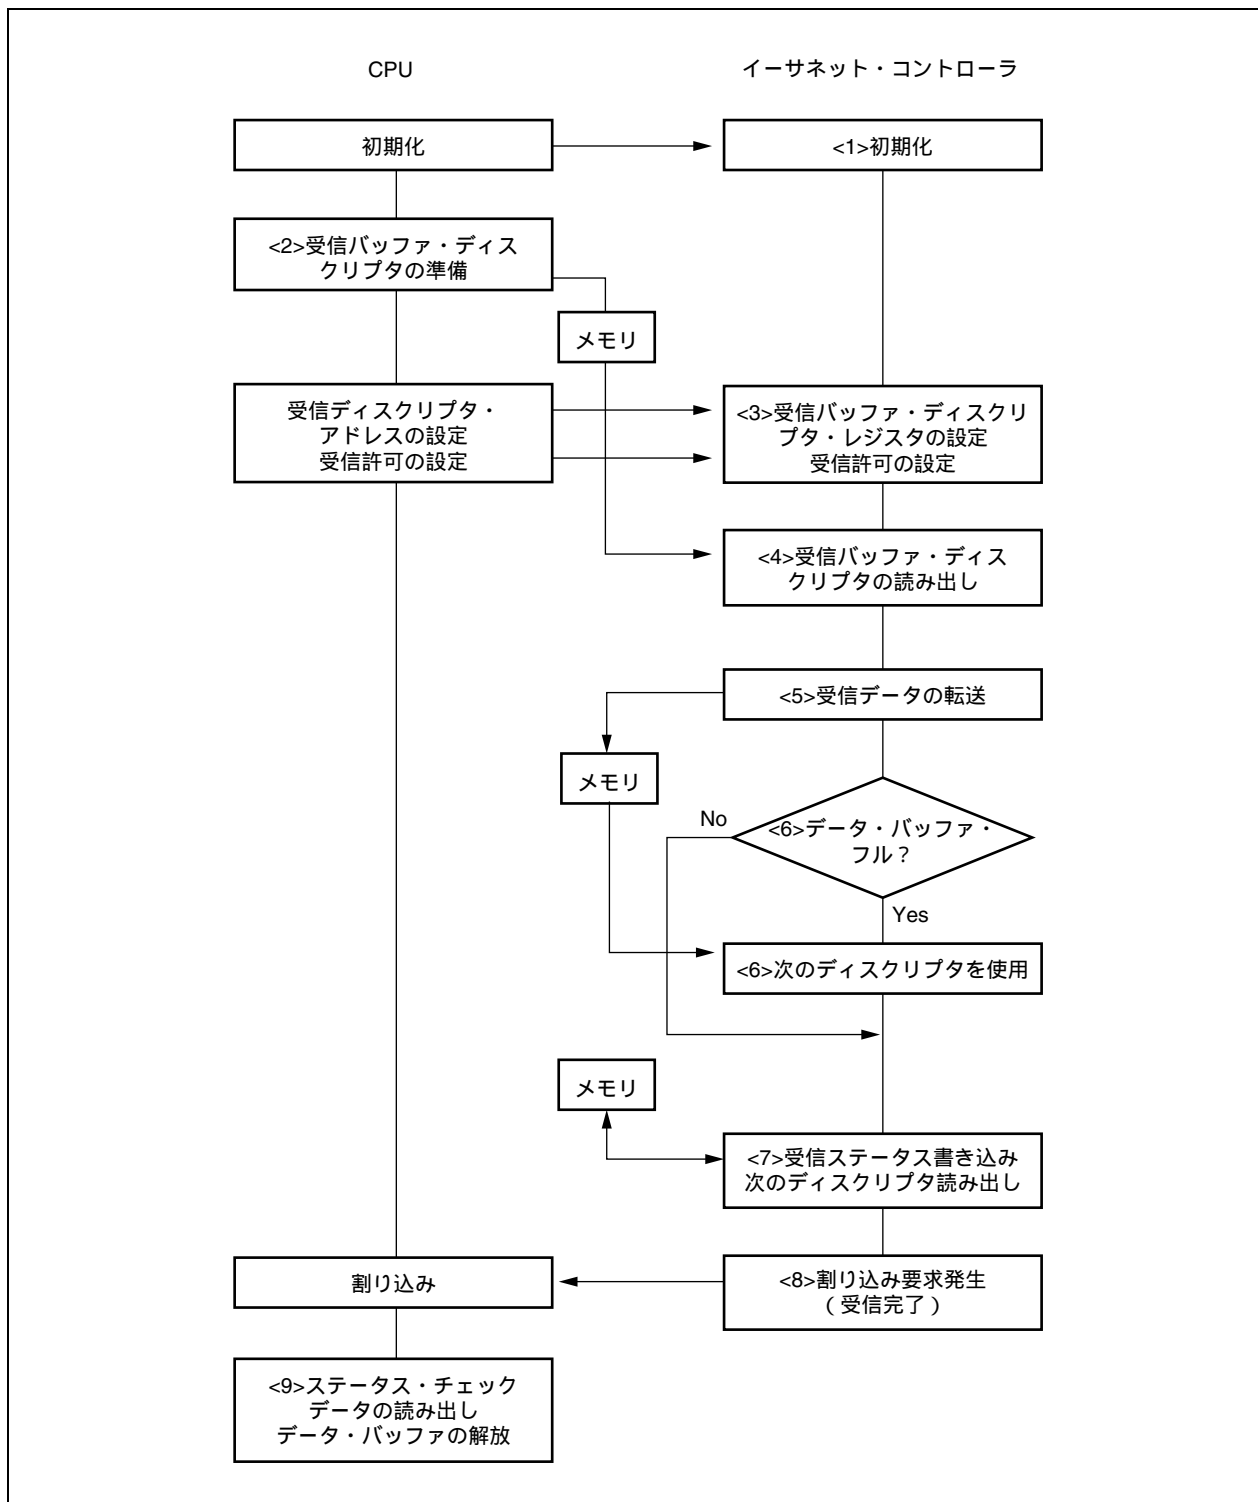 CPU
イーサネット・コントローラ
初期化
<1>初期化
<2>受信バッファ・ディス
クリプタの準備
メモリ
受信ディスクリプタ・
アドレスの設定
受信許可の設定
<3>受信バッファ・ディスクリ
プタ・レジスタの設定
受信許可の設定
<4>受信バッファ・ディス
クリプタの読み出し
<5>受信データの転送
メモリ
No
<6>データ・バッファ・
フル？
Yes
<6>次のディスクリプタを使用
メモリ
<7>受信ステータス書き込み
次のディスクリプタ読み出し
割り込み
<8>割り込み要求発生
（受信完了）
<9>ステータス・チェック
データの読み出し
データ・バッファの解放